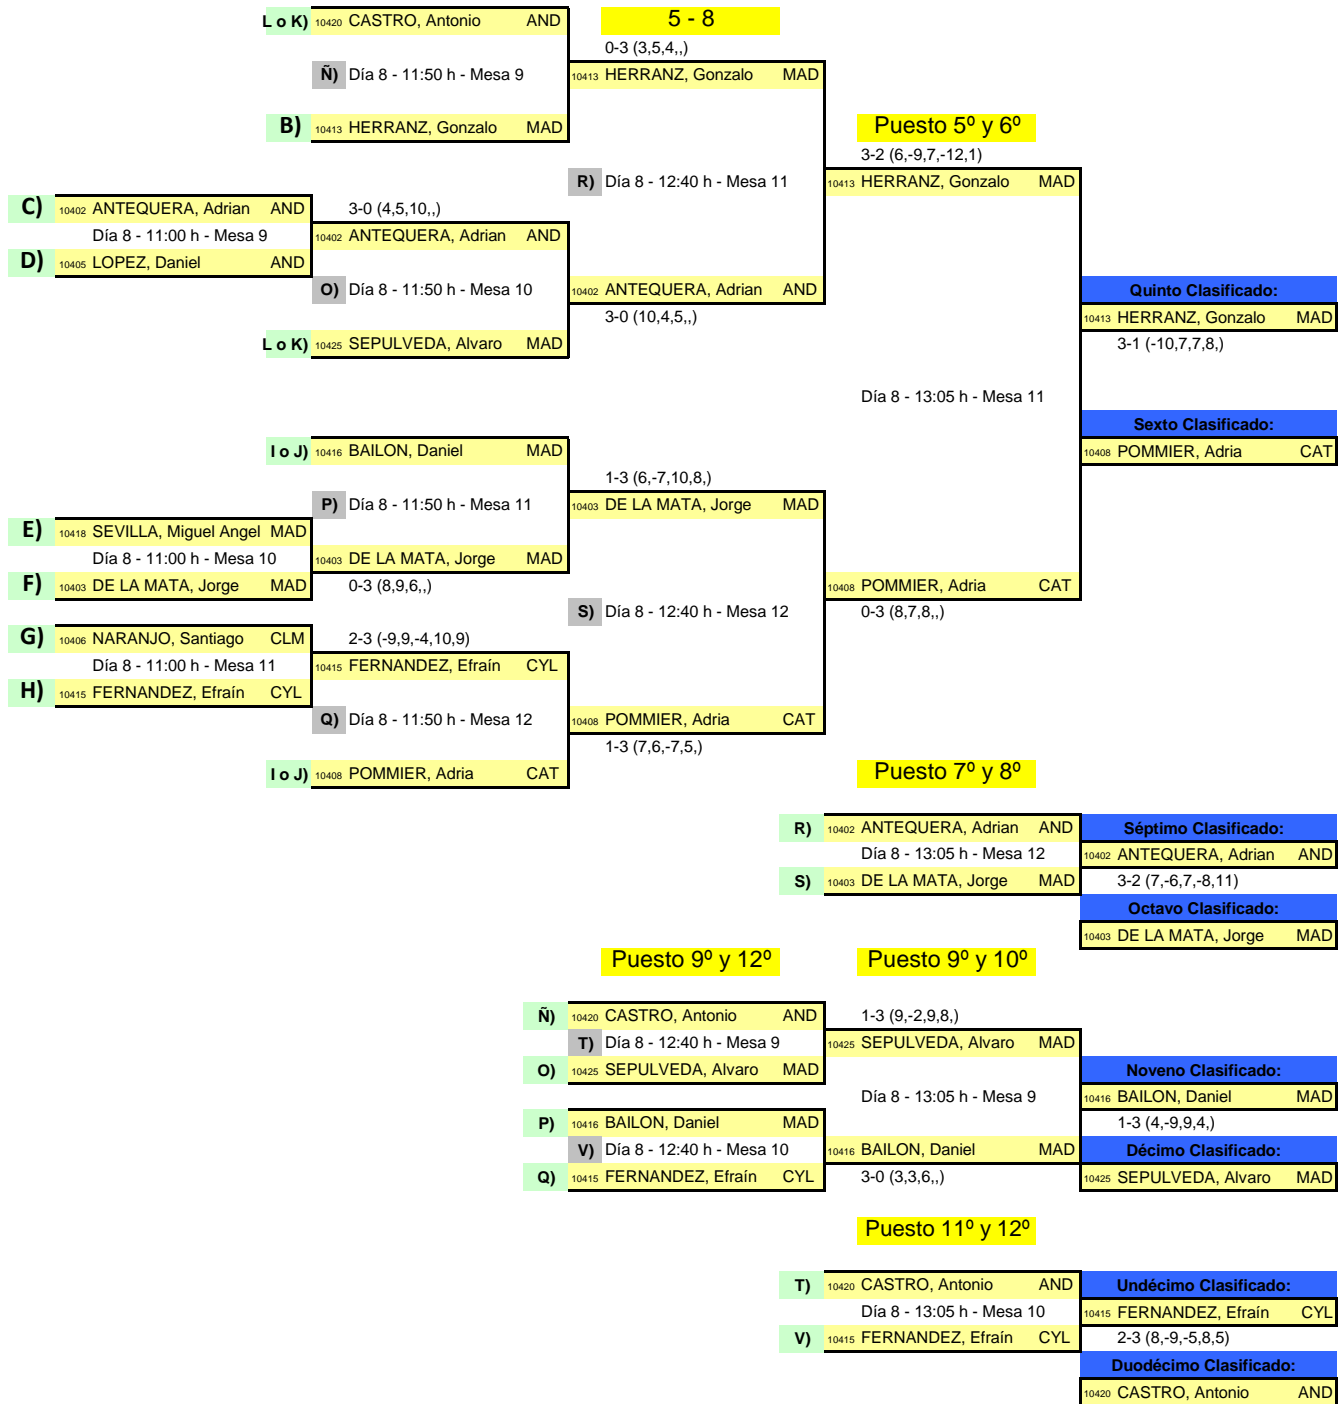 L o K) 10420 CASTRO, Antonio AND
5 - 8
0-3 (3,5,4,,)
Ñ) Día 8 - 11:50 h - Mesa 9
10413 HERRANZ, Gonzalo MAD
B) 10413 HERRANZ, Gonzalo MAD
Puesto 5º y 6º
3-2 (6,-9,7,-12,1)
R) Día 8 - 12:40 h - Mesa 11
10413 HERRANZ, Gonzalo MAD
C) 10402 ANTEQUERA, Adrian AND
3-0 (4,5,10,,)
Día 8 - 11:00 h - Mesa 9
10402 ANTEQUERA, Adrian AND
D) 10405 LOPEZ, Daniel AND
O) Día 8 - 11:50 h - Mesa 10
10402 ANTEQUERA, Adrian AND
Quinto Clasificado:
3-0 (10,4,5,,)
10413 HERRANZ, Gonzalo MAD
L o K) 10425 SEPULVEDA, Alvaro MAD
3-1 (-10,7,7,8,)
Día 8 - 13:05 h - Mesa 11
Sexto Clasificado:
I o J) 10416 BAILON, Daniel MAD
10408 POMMIER, Adria CAT
1-3 (6,-7,10,8,)
P) Día 8 - 11:50 h - Mesa 11
10403 DE LA MATA, Jorge MAD
E) 10418 SEVILLA, Miguel Angel MAD
Día 8 - 11:00 h - Mesa 10
10403 DE LA MATA, Jorge MAD
F) 10403 DE LA MATA, Jorge MAD
0-3 (8,9,6,,)
10408 POMMIER, Adria CAT
S) Día 8 - 12:40 h - Mesa 12
0-3 (8,7,8,,)
G) 10406 NARANJO, Santiago CLM
2-3 (-9,9,-4,10,9)
Día 8 - 11:00 h - Mesa 11
10415 FERNANDEZ, Efraín CYL
H) 10415 FERNANDEZ, Efraín CYL
Q) Día 8 - 11:50 h - Mesa 12
10408 POMMIER, Adria CAT
1-3 (7,6,-7,5,)
I o J) 10408 POMMIER, Adria CAT
Puesto 7º y 8º
R) 10402 ANTEQUERA, Adrian AND
Séptimo Clasificado:
Día 8 - 13:05 h - Mesa 12
10402 ANTEQUERA, Adrian AND
S) 10403 DE LA MATA, Jorge MAD
3-2 (7,-6,7,-8,11)
Octavo Clasificado:
10403 DE LA MATA, Jorge MAD
Puesto 9º y 12º
Puesto 9º y 10º
Ñ) 10420 CASTRO, Antonio AND
1-3 (9,-2,9,8,)
T) Día 8 - 12:40 h - Mesa 9
10425 SEPULVEDA, Alvaro MAD
O) 10425 SEPULVEDA, Alvaro MAD
Noveno Clasificado:
Día 8 - 13:05 h - Mesa 9
10416 BAILON, Daniel MAD
P) 10416 BAILON, Daniel MAD
1-3 (4,-9,9,4,)
V) Día 8 - 12:40 h - Mesa 10
10416 BAILON, Daniel MAD
Décimo Clasificado:
Q) 10415 FERNANDEZ, Efraín CYL
3-0 (3,3,6,,)
10425 SEPULVEDA, Alvaro MAD
Puesto 11º y 12º
T) 10420 CASTRO, Antonio AND
Undécimo Clasificado:
Día 8 - 13:05 h - Mesa 10
10415 FERNANDEZ, Efraín CYL
V) 10415 FERNANDEZ, Efraín CYL
2-3 (8,-9,-5,8,5)
Duodécimo Clasificado:
10420 CASTRO, Antonio AND